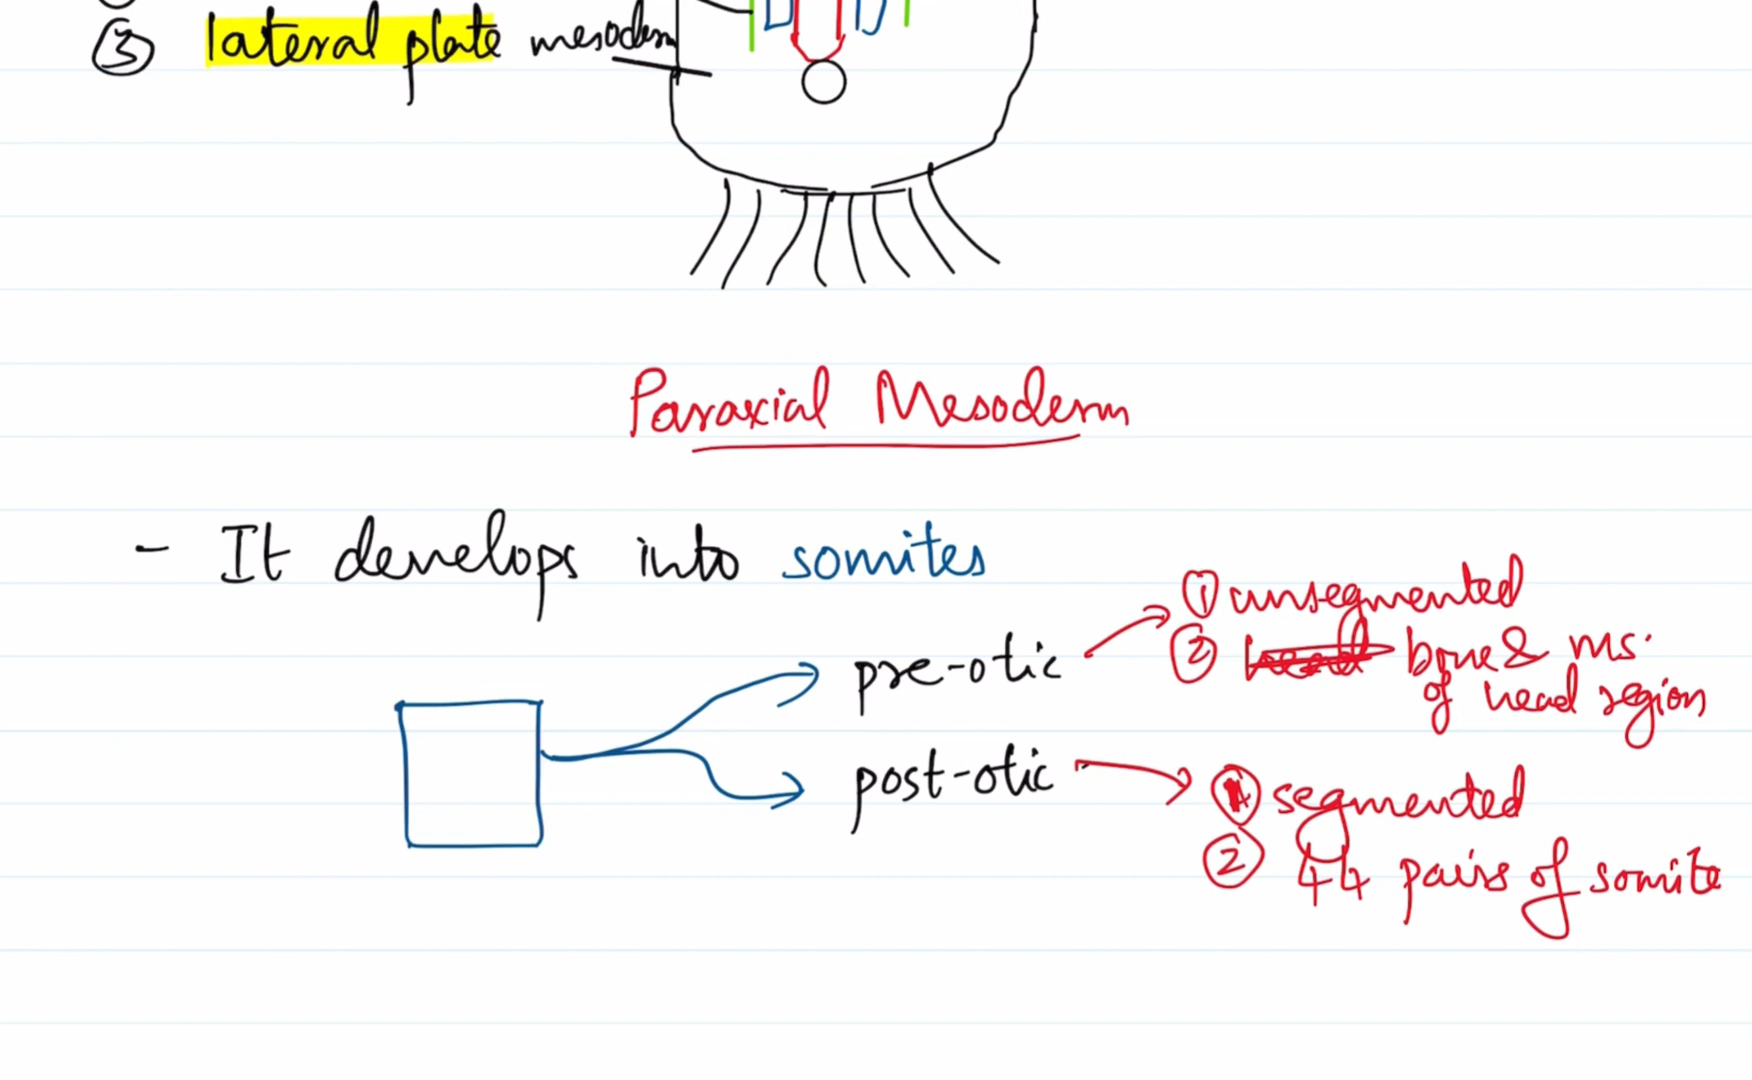 ③ lateral plate mesoderm
Paraxial Mesoderm
- It develops into somites
① unsegmented
pre-otic
② bone & ms.
of head region
post-otic
① segmented
② 44 pairs of somite